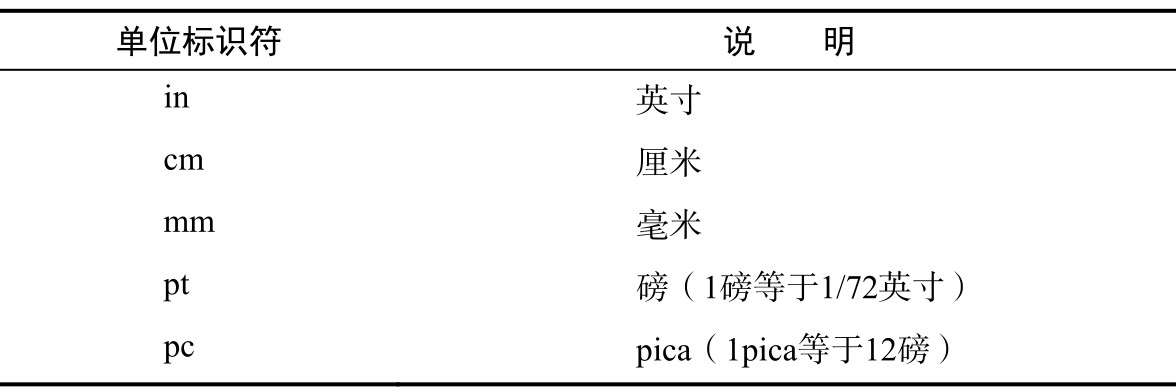 单位标识符 说 明
in 英寸
cm 厘米
mm 毫米
pt 磅（1磅等于1/72英寸）
pc pica（1pica等于12磅）